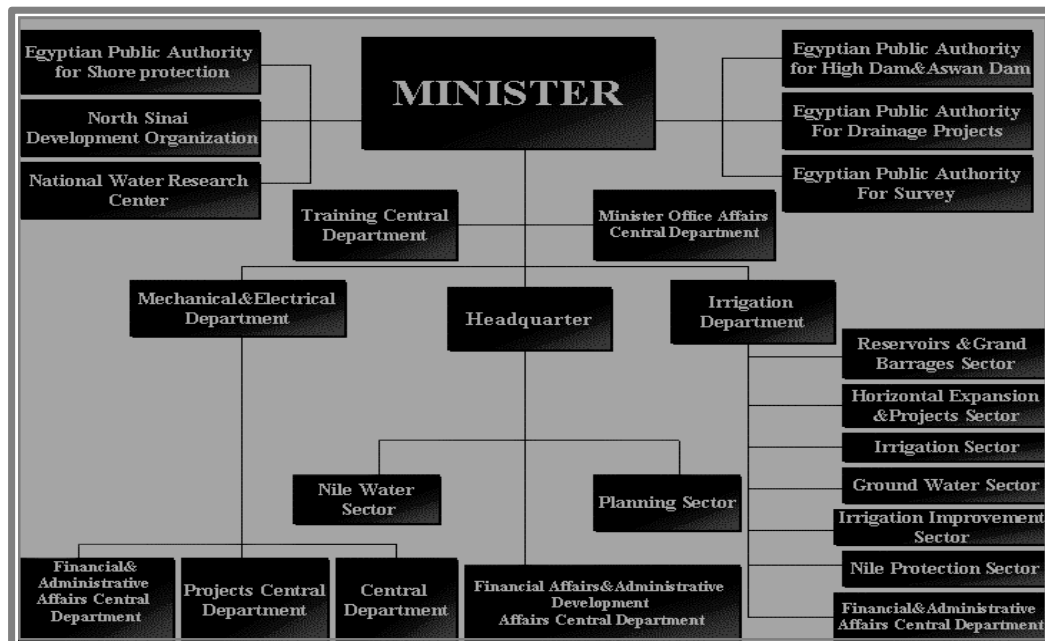 Egyptian Public Authority
for Shore protection
MINISTER
Egyptian Public Authority
for High Dam&Aswan Dam
North Sinai
Development Organization
Egyptian Public Authority
For Drainage Projects
National Water Research
Center
Egyptian Public Authority
For Survey
Training Central
Department
Minister Office Affairs
Central Department
Mechanical&Electrical
Department
Headquarter
Irrigation
Department
Reservoirs &Grand
Barrages Sector
Horizontal Expansion
&Projects Sector
Irrigation Sector
Ground Water Sector
Irrigation Improvement
Sector
Nile Protection Sector
Financial&Administrative
Affairs Central Department
Nile Water
Sector
Planning Sector
Financial&
Administrative
Affairs Central
Department
Projects Central
Department
Central
Department
Financial Affairs&Administrative
Development
Affairs Central Department